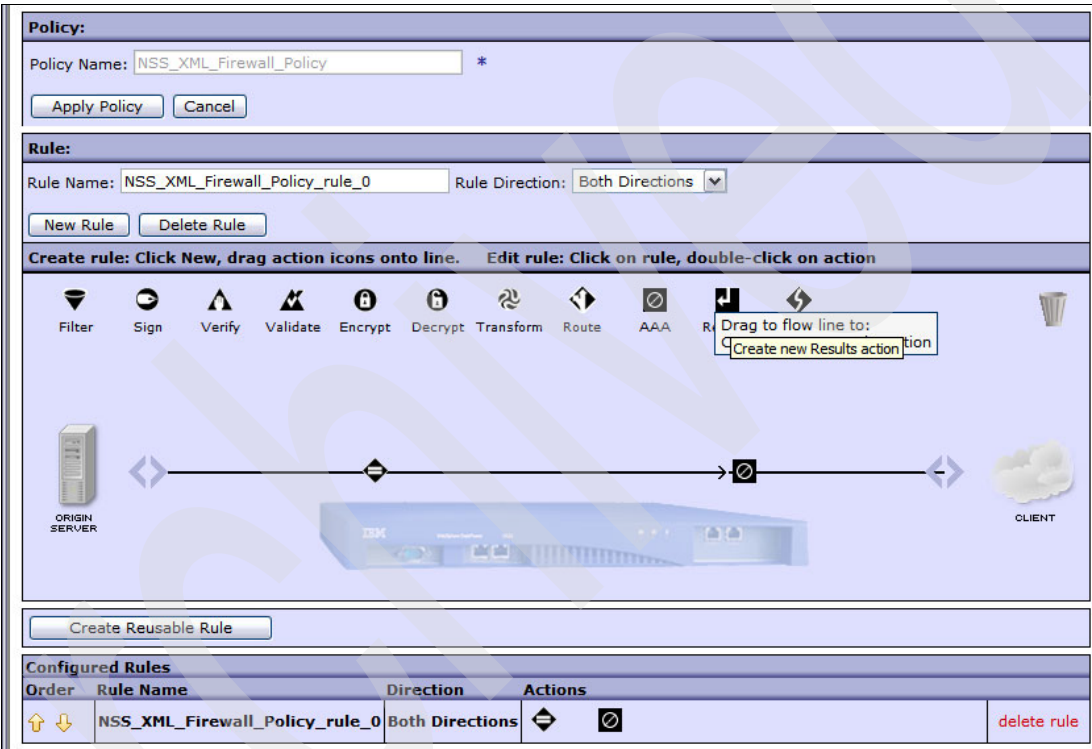 Policy:
Policy Name: NSS_XML_Firewall_Policy *
Apply Policy Cancel
Rule:
Rule Name: NSS_XML_Firewall_Policy_rule_0 Rule Direction: Both Directions
New Rule Delete Rule
Create rule: Click New, drag action icons onto line. Edit rule: Click on rule, double-click on action
Filter Sign Verify Validate Encrypt Decrypt Transform Route AAA
Drag to flow line to:
Create new Results action
ORIGIN
SERVER
CLIENT
IBM
Create Reusable Rule
Configured Rules
Order Rule Name Direction Actions
NSS_XML_Firewall_Policy_rule_0 Both Directions delete rule